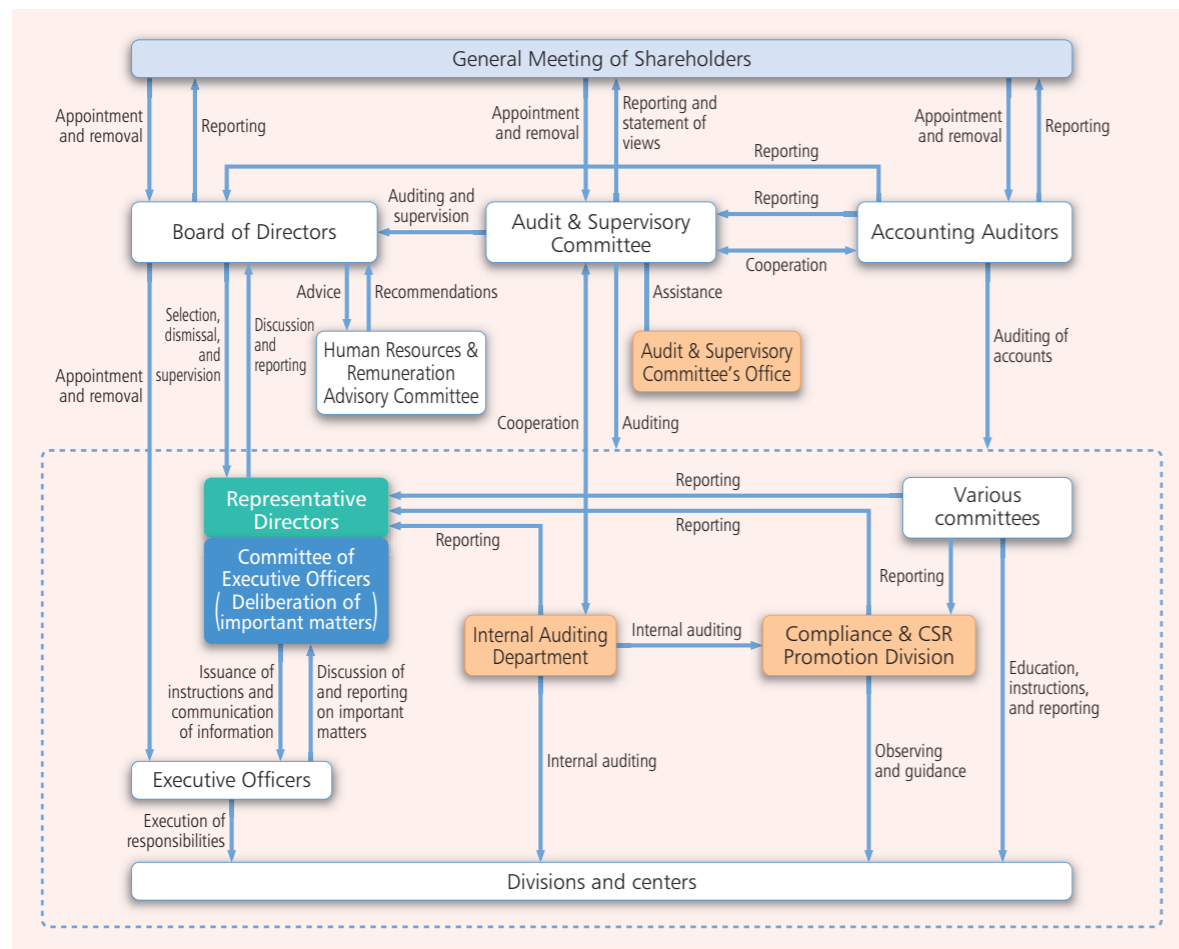 General Meeting of Shareholders
Appointment
and removal
Reporting
Appointment
and removal
Reporting and
statement of
views
Appointment
and removal
Reporting
Reporting
Auditing and
supervision
Reporting
Board of Directors
Audit & Supervisory
Committee
Accounting Auditors
Cooperation
Advice
Recommendations
Assistance
Selection,
dismissal,
and
supervision
Discussion
and
reporting
Human Resources &
Remuneration
Advisory Committee
Audit & Supervisory
Committee's Office
Auditing of
accounts
Appointment
and removal
Cooperation
Auditing
Representative
Directors
Reporting
Various
committees
Reporting
Reporting
Committee of
Executive Officers
(Deliberation of
important matters)
Reporting
Internal Auditing
Department
Internal auditing
Compliance & CSR
Promotion Division
Issuance of
instructions and
communication
of information
Discussion of
and reporting
on important
matters
Education,
instructions,
and reporting
Internal auditing
Observing
and guidance
Executive Officers
Execution of
responsibilities
Divisions and centers